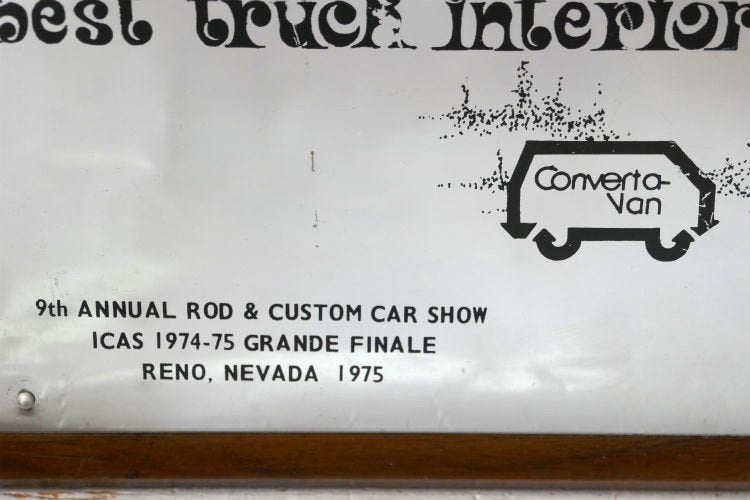 best truck interior
Converta-
Van
9th ANNUAL ROD & CUSTOM CAR SHOW
ICAS 1974-75 GRANDE FINALE
RENO, NEVADA 1975